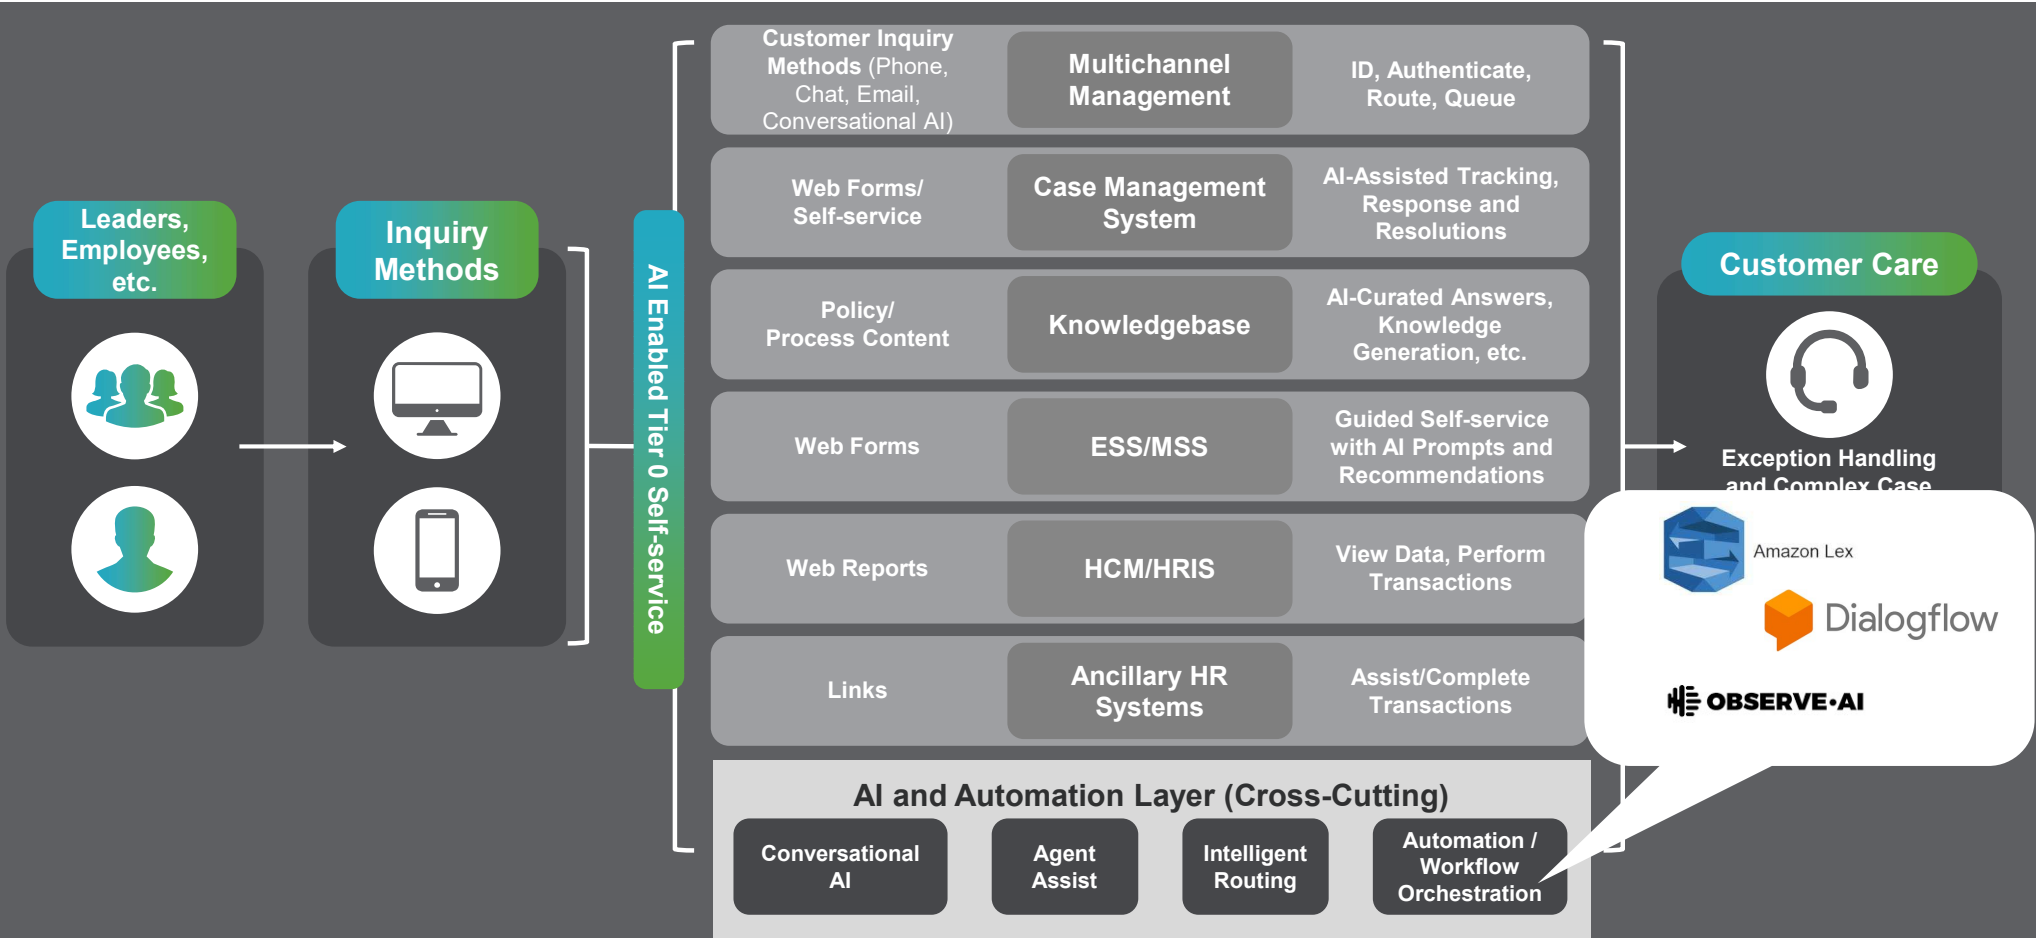 Leaders,
Employees,
etc.
Inquiry
Methods
AI Enabled Tier 0 Self-service
Customer Inquiry
Methods (Phone,
Chat, Email,
Conversational AI)
Multichannel
Management
ID, Authenticate,
Route, Queue
Web Forms/
Self-service
Case Management
System
AI-Assisted Tracking,
Response and
Resolutions
Policy/
Process Content
Knowledgebase
AI-Curated Answers,
Knowledge
Generation, etc.
Web Forms
ESS/MSS
Guided Self-service
with AI Prompts and
Recommendations
Web Reports
HCM/HRIS
View Data, Perform
Transactions
Links
Ancillary HR
Systems
Assist/Complete
Transactions
AI and Automation Layer (Cross-Cutting)
Conversational
AI
Agent
Assist
Intelligent
Routing
Automation /
Workflow
Orchestration
Customer Care
Exception Handling
and Complex Case
Amazon Lex
Dialogflow
OBSERVE•AI